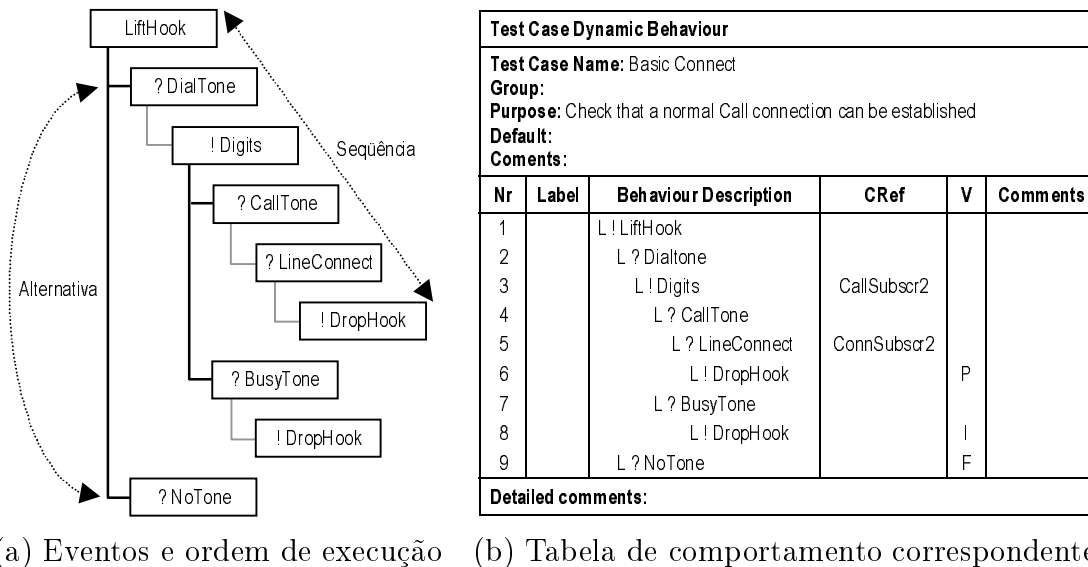 LiftHook
? DialTone
! Digits
Seqüência
? CallTone
? LineConnect
Alternativa
! DropHook
? BusyTone
! DropHook
? NoTone
(a) Eventos e ordem de execução
Test Case Dynamic Behaviour
Test Case Name: Basic Connect
Group:
Purpose: Check that a normal Call connection can be established
Default:
Coments:
Nr Label Behaviour Description CRef V Comments
1 L ! LiftHook
2 L ? Dialtone
3 L ! Digits CallSubscr2
4 L ? CallTone
5 L ? LineConnect ConnSubscr2
6 L ! DropHook P
7 L ? BusyTone
8 L ! DropHook I
9 L ? NoTone F
Detailed comments:
(b) Tabela de comportamento correspondente